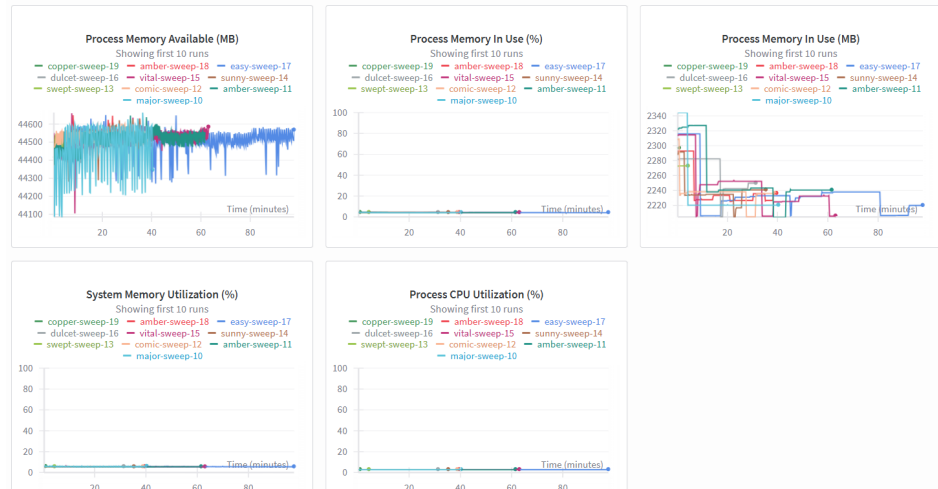 Process Memory Available (MB)
Showing first 10 runs
copper-sweep-19 amber-sweep-18 easy-sweep-17
dulcet-sweep-16 vital-sweep-15 sunny-sweep-14
swept-sweep-13 comic-sweep-12 amber-sweep-11
major-sweep-10
44600
44500
44400
44300
44200
44100
Time (minutes)
20 40 60 80
Process Memory In Use (%)
Showing first 10 runs
copper-sweep-19 amber-sweep-18 easy-sweep-17
dulcet-sweep-16 vital-sweep-15 sunny-sweep-14
swept-sweep-13 comic-sweep-12 amber-sweep-11
major-sweep-10
100
80
60
40
20
0
Time (minutes)
20 40 60 80
Process Memory In Use (MB)
Showing first 10 runs
copper-sweep-19 amber-sweep-18 easy-sweep-17
dulcet-sweep-16 vital-sweep-15 sunny-sweep-14
swept-sweep-13 comic-sweep-12 amber-sweep-11
major-sweep-10
2340
2320
2300
2280
2260
2240
2220
Time (minutes)
20 40 60 80
System Memory Utilization (%)
Showing first 10 runs
copper-sweep-19 amber-sweep-18 easy-sweep-17
dulcet-sweep-16 vital-sweep-15 sunny-sweep-14
swept-sweep-13 comic-sweep-12 amber-sweep-11
major-sweep-10
100
80
60
40
20
0
Time (minutes)
20 40 60 80
Process CPU Utilization (%)
Showing first 10 runs
copper-sweep-19 amber-sweep-18 easy-sweep-17
dulcet-sweep-16 vital-sweep-15 sunny-sweep-14
swept-sweep-13 comic-sweep-12 amber-sweep-11
major-sweep-10
100
80
60
40
20
0
Time (minutes)
20 40 60 80